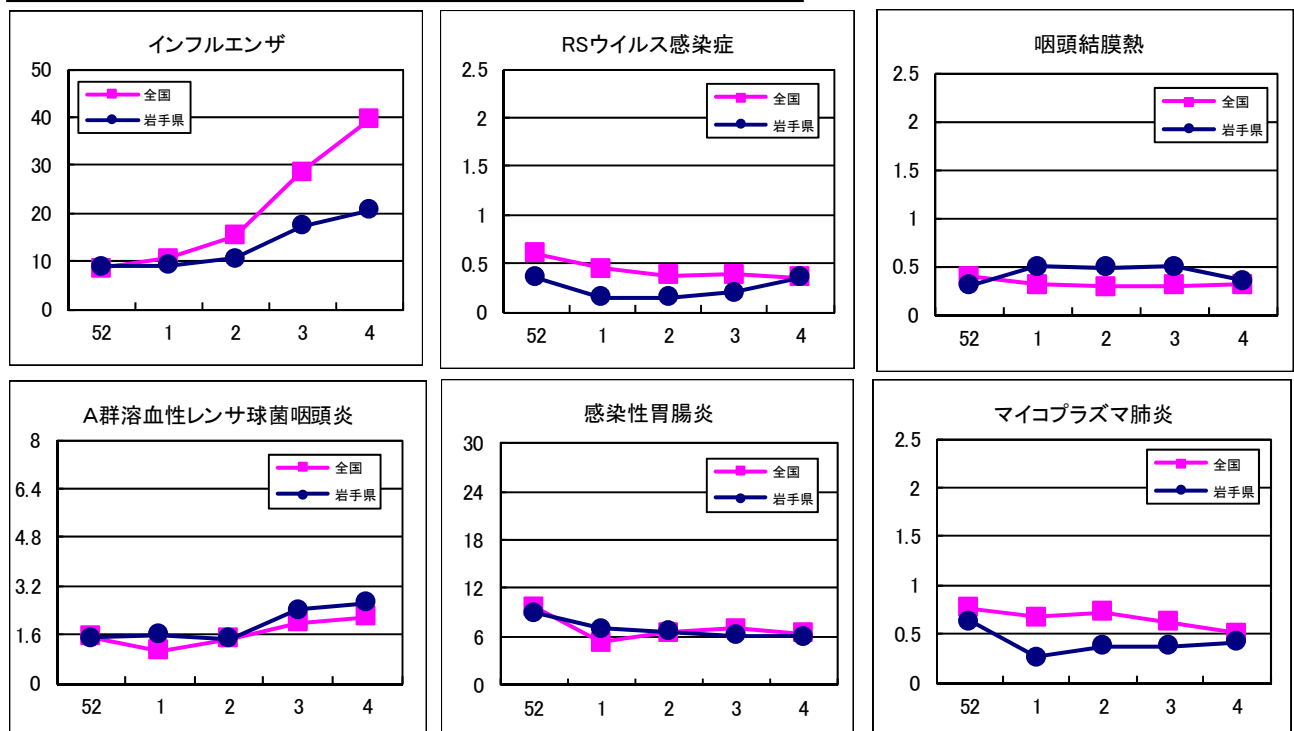 インフルエンザ
50
40
30
20
10
0
全国
岩手県
52 1 2 3 4
RSウイルス感染症
2.5
2
1.5
1
0.5
0
全国
岩手県
52 1 2 3 4
咽頭結膜熱
2.5
2
1.5
1
0.5
0
全国
岩手県
52 1 2 3 4
A群溶血性レンサ球菌咽頭炎
8
6.4
4.8
3.2
1.6
0
全国
岩手県
52 1 2 3 4
感染性胃腸炎
30
24
18
12
6
0
全国
岩手県
52 1 2 3 4
マイコプラズマ肺炎
2.5
2
1.5
1
0.5
0
全国
岩手県
52 1 2 3 4